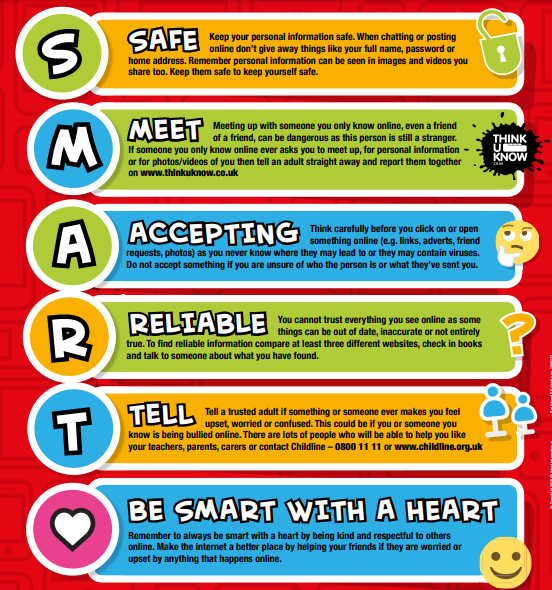 S
SAFE
Keep your personal information safe. When chatting or posting
online don't give away things like your full name, password or
home address. Remember personal information can be seen in images and videos you
share too. Keep them safe to keep yourself safe.
M
MEET
Meeting up with someone you only know online, even a friend
of a friend, can be dangerous as this person is still a stranger.
If someone you only know online ever asks you to meet up, for personal information
or for photos/videos of you then tell an adult straight away and report them together
on www.thinkuknow.co.uk
THINK
U
KNOW
.co.uk
A
ACCEPTING
Think carefully before you click on or open
something online (e.g. links, adverts, friend
requests, photos) as you never know where they may lead to or they may contain viruses.
Do not accept something if you are unsure of who the person is or what they've sent you.
R
RELIABLE
You cannot trust everything you see online as some
things can be out of date, inaccurate or not entirely
true. To find reliable information compare at least three different websites, check in books
and talk to someone about what you have found.
?
T
TELL
Tell a trusted adult if something or someone ever makes you feel
upset, worried or confused. This could be if you or someone you
know is being bullied online. There are lots of people who will be able to help you like
your teachers, parents, carers or contact Childline – 0800 11 11 or www.childline.org.uk
BE SMART WITH A HEART
Remember to always be smart with a heart by being kind and respectful to others
online. Make the internet a better place by helping your friends if they are worried or
upset by anything that happens online.